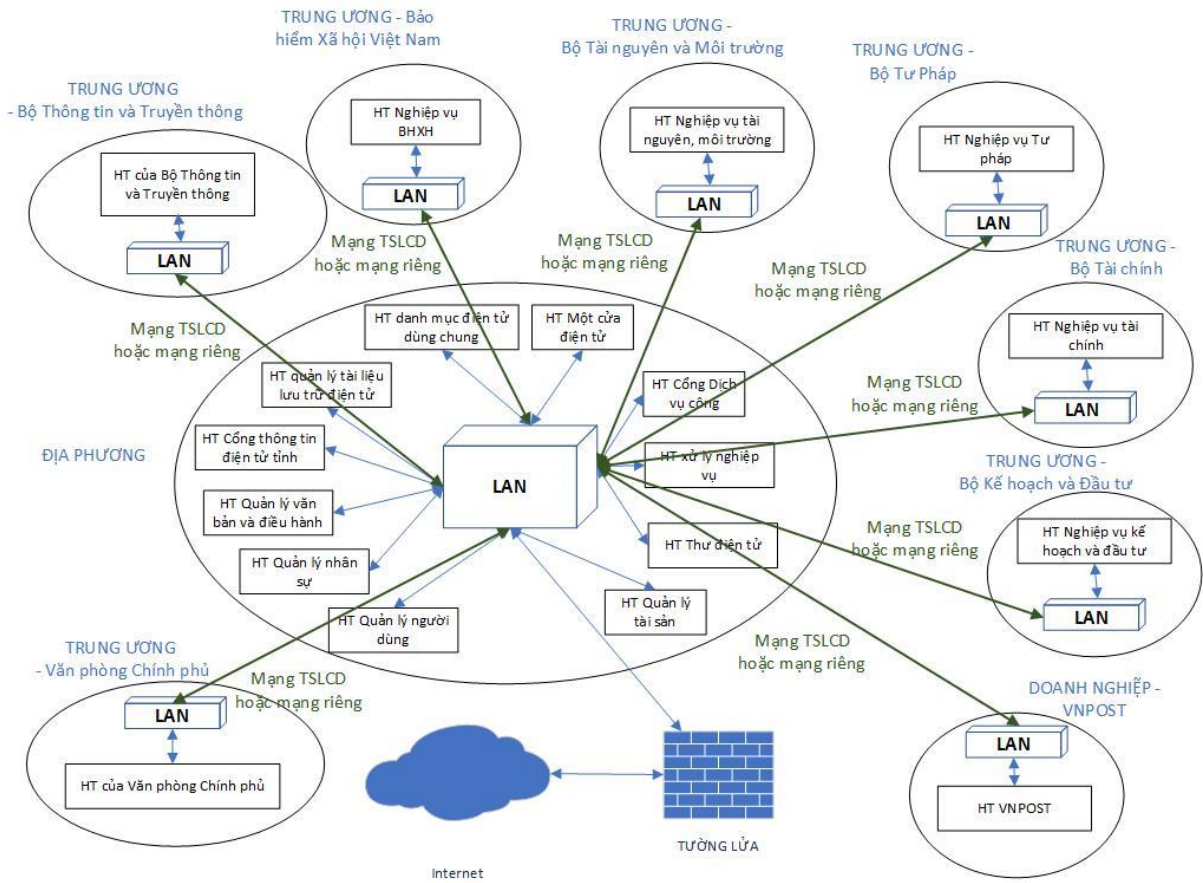 TRUNG ƯƠNG - Bảo
hiểm Xã hội Việt Nam
HT Nghiệp vụ
BHXH
LAN
TRUNG ƯƠNG -
Bộ Tài nguyên và Môi trường
HT Nghiệp vụ tài
nguyên, môi trường
LAN
TRUNG ƯƠNG -
Bộ Tư Pháp
HT Nghiệp vụ Tư
pháp
LAN
TRUNG ƯƠNG
- Bộ Thông tin và Truyền thông
HT của Bộ Thông tin
và Truyền thông
LAN
Mạng TSLCD
hoặc mạng riêng
Mạng TSLCD
hoặc mạng riêng
Mạng TSLCD
hoặc mạng riêng
Mạng TSLCD
hoặc mạng riêng
TRUNG ƯƠNG -
Bộ Tài chính
HT Nghiệp vụ tài
chính
LAN
Mạng TSLCD
hoặc mạng riêng
HT danh mục điện tử
dùng chung
HT Một cửa
điện tử
HT quản lý tài liệu
lưu trữ điện tử
HT Cổng Dịch
vụ công
HT Cổng thông tin
điện tử tỉnh
ĐỊA PHƯƠNG
LAN
HT xử lý nghiệp
vụ
HT Quản lý văn
bản và điều hành
HT Thư điện tử
HT Quản lý nhân
sự
HT Quản lý người
dùng
HT Quản lý
tài sản
TRUNG ƯƠNG -
Bộ Kế hoạch và Đầu tư
HT Nghiệp vụ kế
hoạch và đầu tư
LAN
Mạng TSLCD
hoặc mạng riêng
TRUNG ƯƠNG
- Văn phòng Chính phủ
LAN
HT của Văn phòng Chính phủ
Mạng TSLCD
hoặc mạng riêng
Mạng TSLCD
hoặc mạng riêng
DOANH NGHIỆP -
VNPOST
LAN
HT VNPOST
TƯỜNG LỬA
Internet